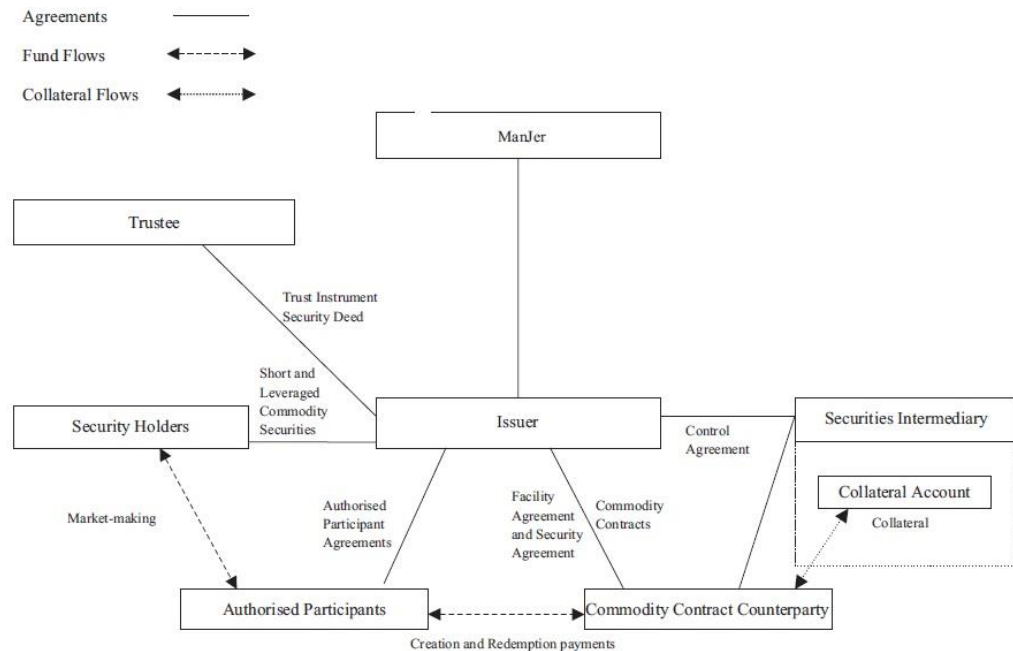 Agreements
Fund Flows
Collateral Flows
ManJer
Trustee
Trust Instrument
Security Deed
Short and
Leveraged
Commodity
Securities
Security Holders
Issuer
Securities Intermediary
Control
Agreement
Collateral Account
Collateral
Market-making
Authorised
Participant
Agreements
Facility
Agreement
and Security
Agreement
Commodity
Contracts
Authorised Participants
Commodity Contract Counterparty
Creation and Redemption payments